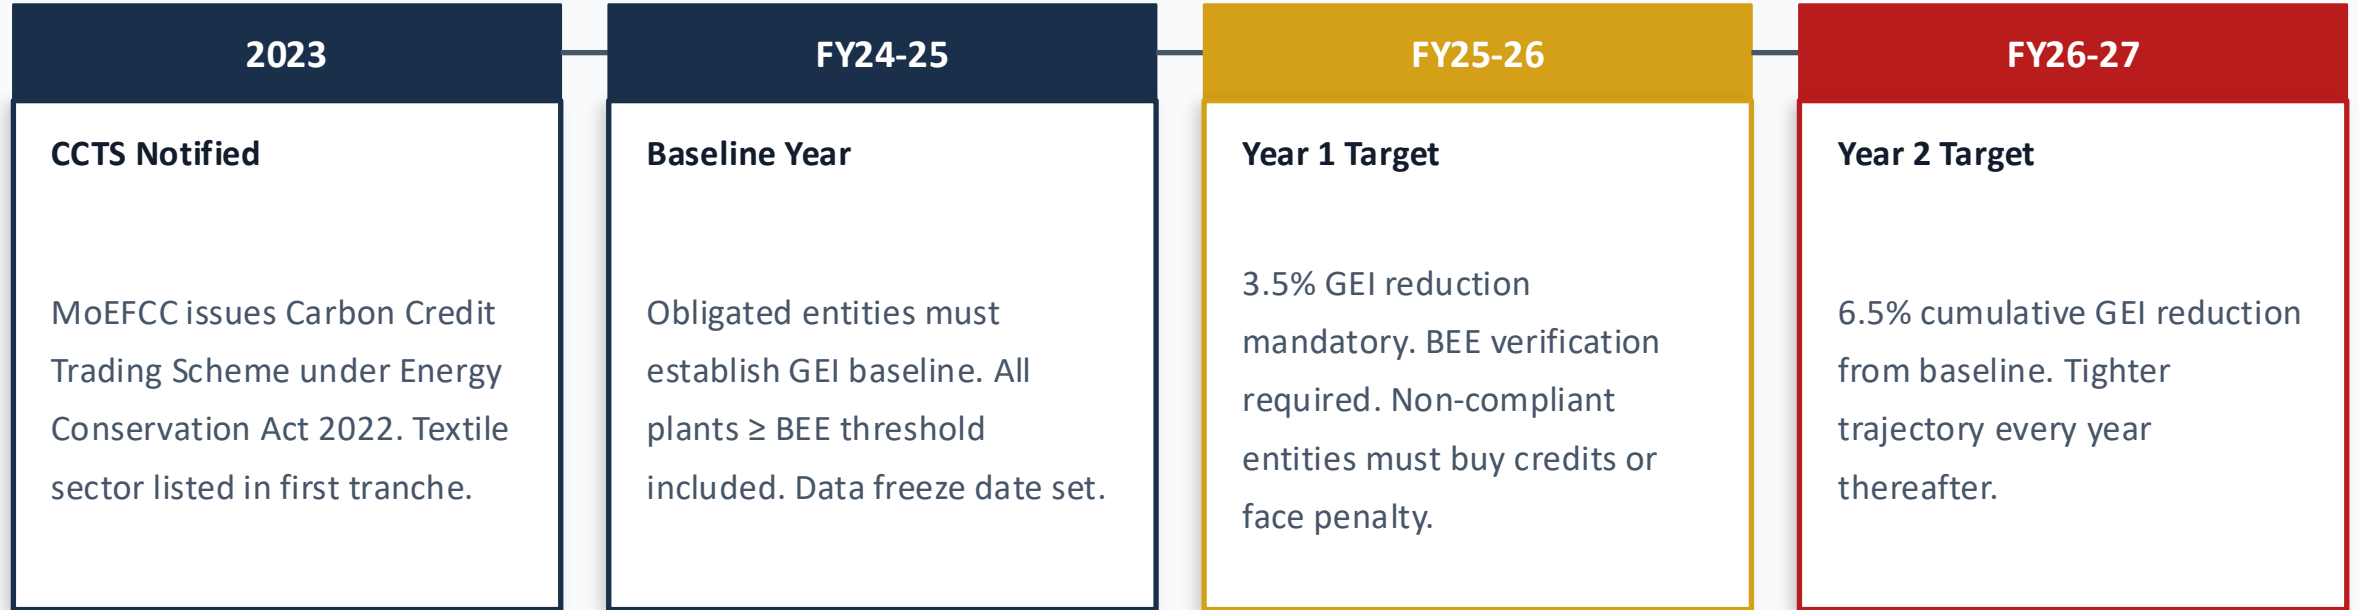 2023
CCTS Notified
MoEFCC issues Carbon Credit
Trading Scheme under Energy
Conservation Act 2022. Textile
sector listed in first tranche.
FY24-25
Baseline Year
Obligated entities must
establish GEI baseline. All
plants ≥ BEE threshold
included. Data freeze date set.
FY25-26
Year 1 Target
3.5% GEI reduction
mandatory. BEE verification
required. Non-compliant
entities must buy credits or
face penalty.
FY26-27
Year 2 Target
6.5% cumulative GEI reduction
from baseline. Tighter
trajectory every year
thereafter.